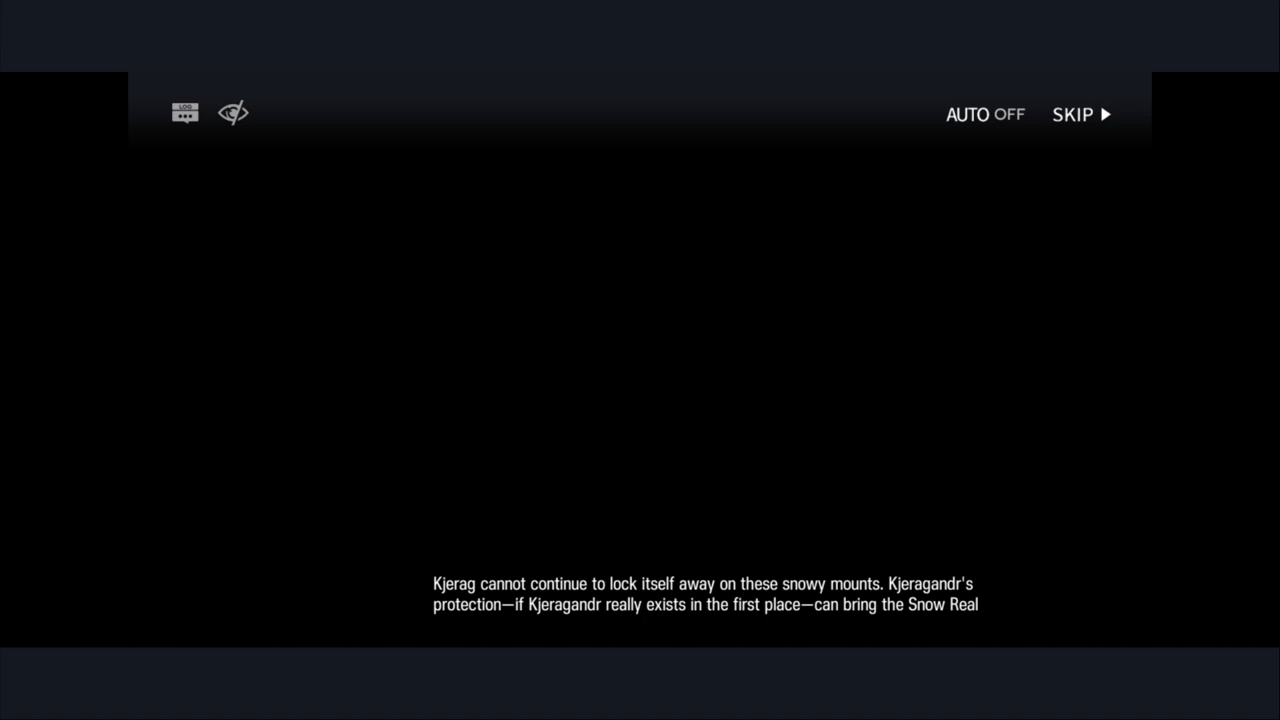 LOG
AUTO OFF SKIP
Kjerag cannot continue to lock itself away on these snowy mounts. Kjeragandr's
protection—if Kjeragandr really exists in the first place—can bring the Snow Real